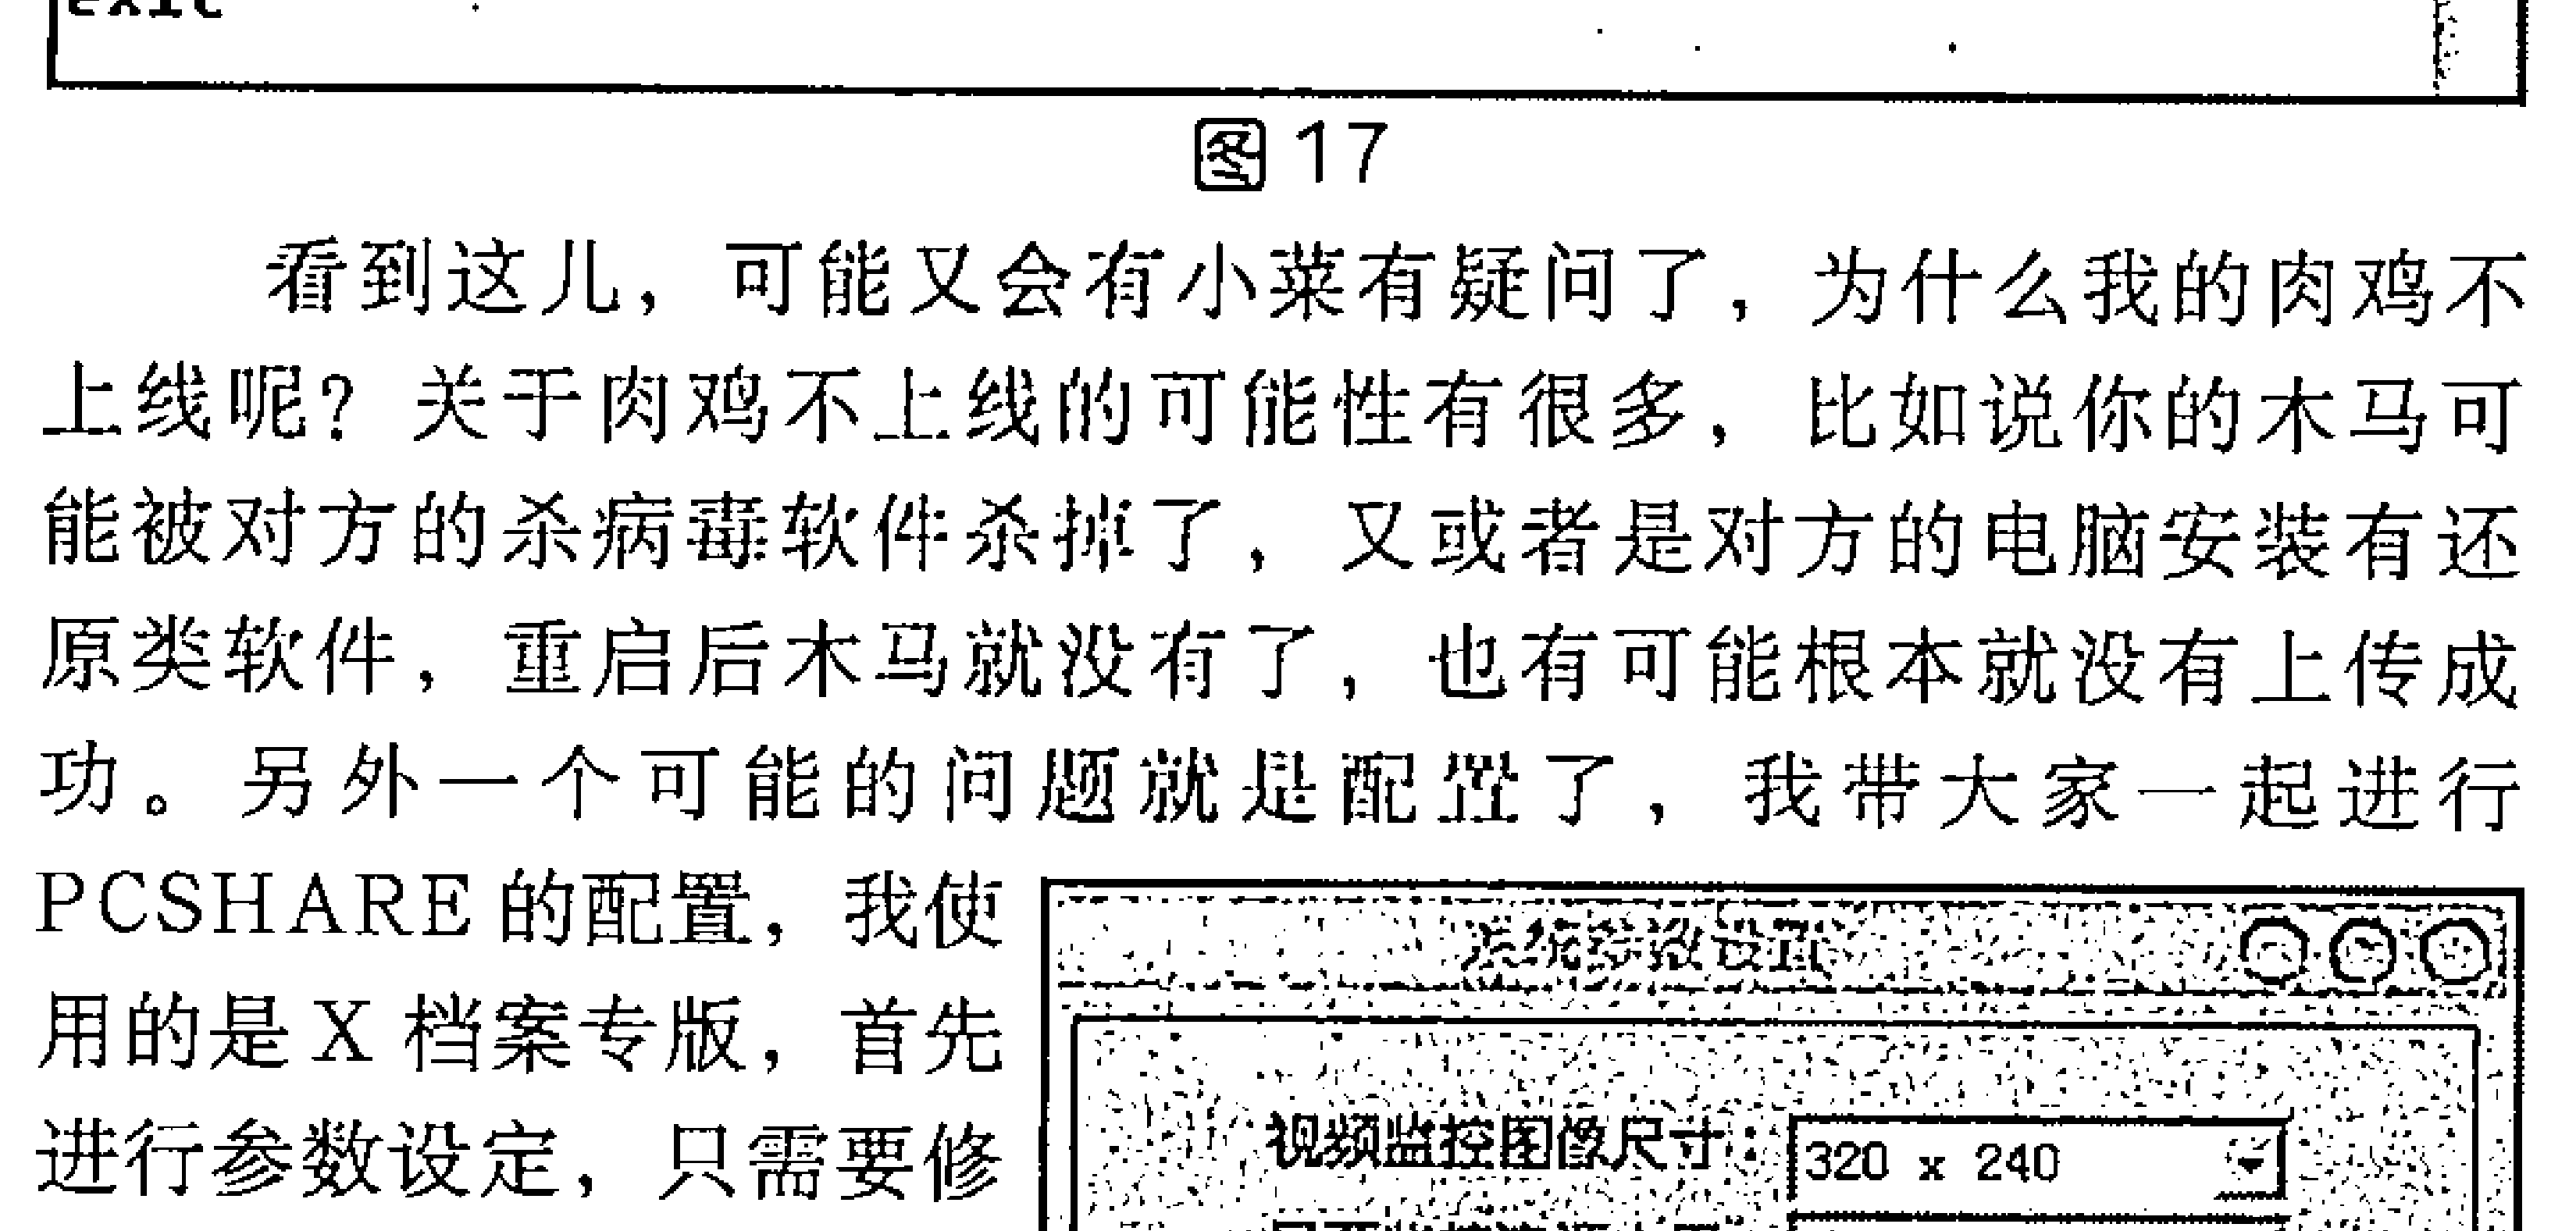 exit
图17
看到这儿，可能又会有小菜有疑问了，为什么我的肉鸡不
上线呢？关于肉鸡不上线的可能性有很多，比如说你的木马可
能被对方的杀病毒软件杀掉了，又或者是对方的电脑安装有还
原类软件，重启后木马就没有了，也有可能根本就没有上传成
功。另外一个可能的问题就是配置了，我带大家一起进行
PCSHARE的配置，我使
用的是X档案专版，首先
进行参数设定，只需要修
系统参数设置
视频监控图像尺寸：
320 x 240